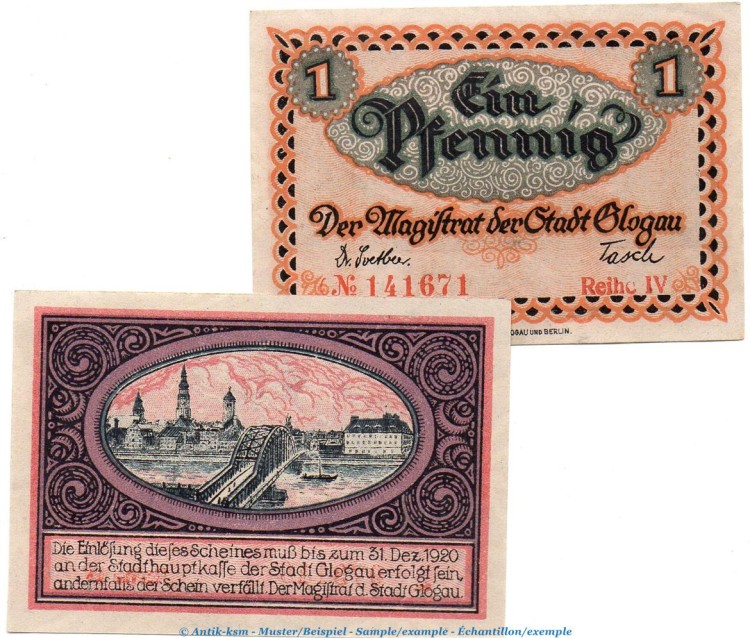 1 Ein 1
Pfennig
Der Magistrat der Stadt Glogau
Dr. Soetbeer. Tasch
№ 141671 Reihe IV
OGAU UND BERLIN.
Die Einlösung dieses Scheines muß bis zum 31. Dez. 1920
an der Stadthauptkasse der Stadt Glogau erfolgt sein,
andernfalls der Schein verfällt. Der Magistrat d. Stadt Glogau.
© Antik-ksm - Muster/Beispiel - Sample/exemple - Échantillon/exemple